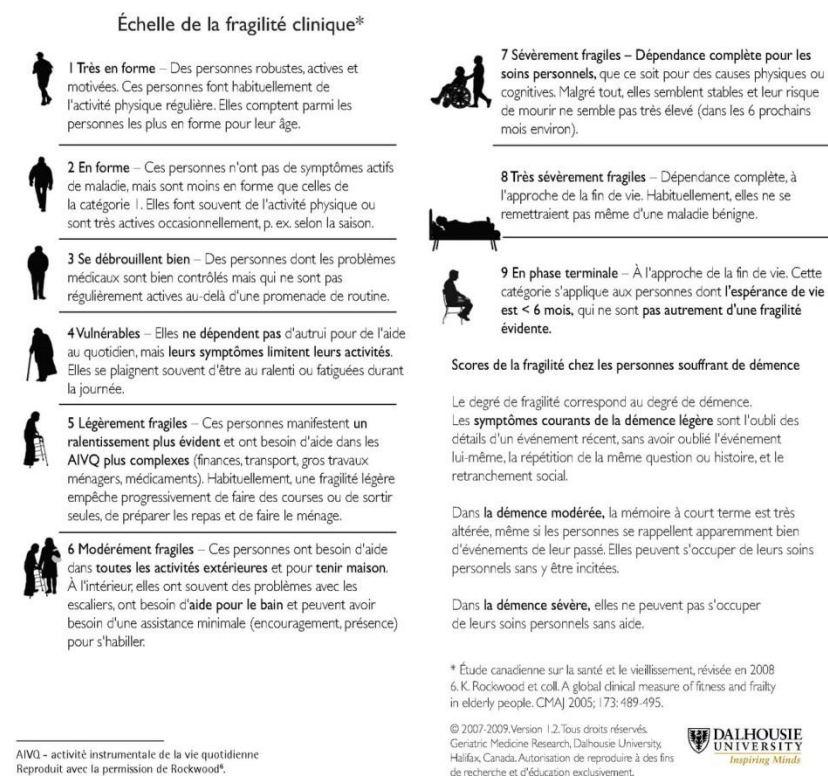 Échelle de la fragilité clinique*
1 Très en forme – Des personnes robustes, actives et
motivées. Ces personnes font habituellement de
l'activité physique régulière. Elles comptent parmi les
personnes les plus en forme pour leur âge.
2 En forme – Ces personnes n'ont pas de symptômes actifs
de maladie, mais sont moins en forme que celles de
la catégorie 1. Elles font souvent de l'activité physique ou
sont très actives occasionnellement, p. ex. selon la saison.
3 Se débrouillent bien – Des personnes dont les problèmes
médicaux sont bien contrôlés mais qui ne sont pas
régulièrement actives au-delà d'une promenade de routine.
4 Vulnérables – Elles ne dépendent pas d'autrui pour de l'aide
au quotidien, mais leurs symptômes limitent leurs activités.
Elles se plaignent souvent d'être au ralenti ou fatiguées durant
la journée.
5 Légèrement fragiles – Ces personnes manifestent un
ralentissement plus évident et ont besoin d'aide dans les
AIVQ plus complexes (finances, transport, gros travaux
ménagers, médicaments). Habituellement, une fragilité légère
empêche progressivement de faire des courses ou de sortir
seules, de préparer les repas et de faire le ménage.
6 Modérément fragiles – Ces personnes ont besoin d'aide
dans toutes les activités extérieures et pour tenir maison.
À l'intérieur, elles ont souvent des problèmes avec les
escaliers, ont besoin d'aide pour le bain et peuvent avoir
besoin d'une assistance minimale (encouragement, présence)
pour s'habiller.
AIVQ – activité instrumentale de la vie quotidienne
Reproduit avec la permission de Rockwood⁶.
7 Sévèrement fragiles – Dépendance complète pour les
soins personnels, que ce soit pour des causes physiques ou
cognitives. Malgré tout, elles semblent stables et leur risque
de mourir ne semble pas très élevé (dans les 6 prochains
mois environ).
8 Très sévèrement fragiles – Dépendance complète, à
l'approche de la fin de vie. Habituellement, elles ne se
remettraient pas même d'une maladie bénigne.
9 En phase terminale – À l'approche de la fin de vie. Cette
catégorie s'applique aux personnes dont l'espérance de vie
est < 6 mois, qui ne sont pas autrement d'une fragilité
évidente.
Scores de la fragilité chez les personnes souffrant de démence
Le degré de fragilité correspond au degré de démence.
Les symptômes courants de la démence légère sont l'oubli des
détails d'un événement récent, sans avoir oublié l'événement
lui-même, la répétition de la même question ou histoire, et le
retranchement social.
Dans la démence modérée, la mémoire à court terme est très
altérée, même si les personnes se rappellent apparemment bien
d'événements de leur passé. Elles peuvent s'occuper de leurs soins
personnels sans y être incitées.
Dans la démence sévère, elles ne peuvent pas s'occuper
de leurs soins personnels sans aide.
* Étude canadienne sur la santé et le vieillissement, révisée en 2008
6. K. Rockwood et coll. A global clinical measure of fitness and frailty
in elderly people. CMAJ 2005; 173: 489-495.
© 2007-2009. Version 1.2. Tous droits réservés.
Geriatric Medicine Research, Dalhousie University,
Halifax, Canada. Autorisation de reproduire à des fins
de recherche et d'éducation exclusivement.
DALHOUSIE
UNIVERSITY
Inspiring Minds